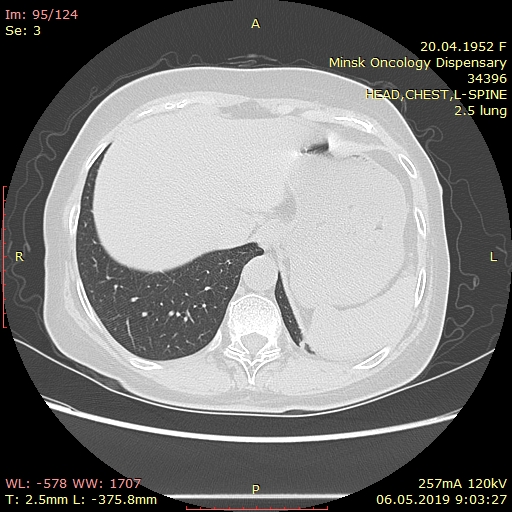 Im: 95/124
Se: 3
A
20.04.1952 F
Minsk Oncology Dispensary
34396
HEAD,CHEST,L-SPINE
2.5 lung
R
L
WL: -578 WW: 1707
T: 2.5mm L: -375.8mm
P
257mA 120kV
06.05.2019 9:03:27